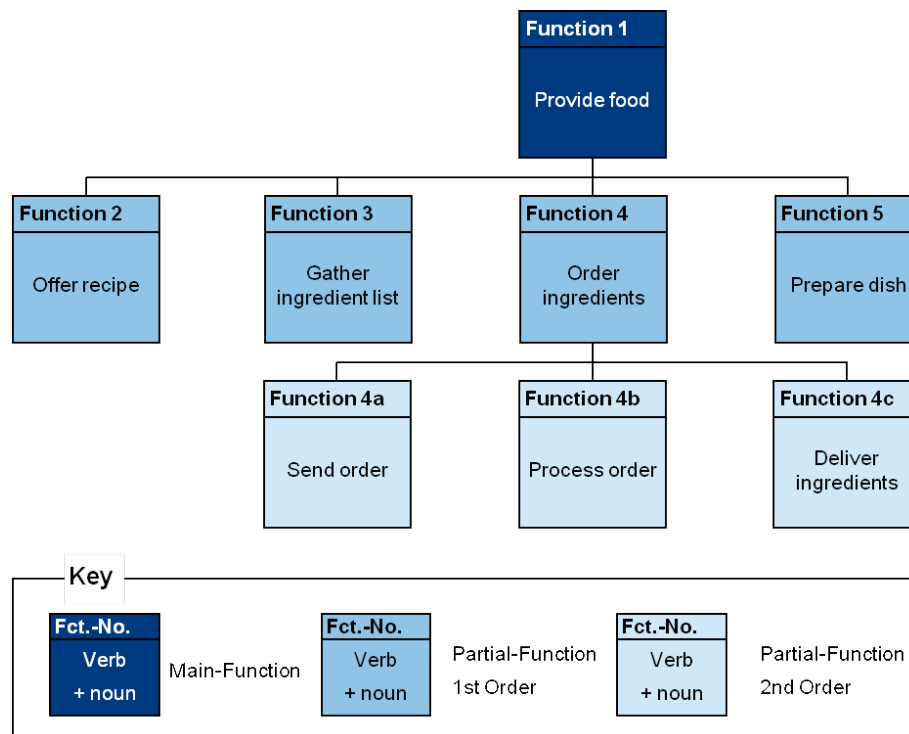 Function 1
Provide food
Function 2
Offer recipe
Function 3
Gather
ingredient list
Function 4
Order
ingredients
Function 5
Prepare dish
Function 4a
Send order
Function 4b
Process order
Function 4c
Deliver
ingredients
Key
Fct.-No.
Verb
+ noun
Main-Function
Fct.-No.
Verb
+ noun
Partial-Function
1st Order
Fct.-No.
Verb
+ noun
Partial-Function
2nd Order